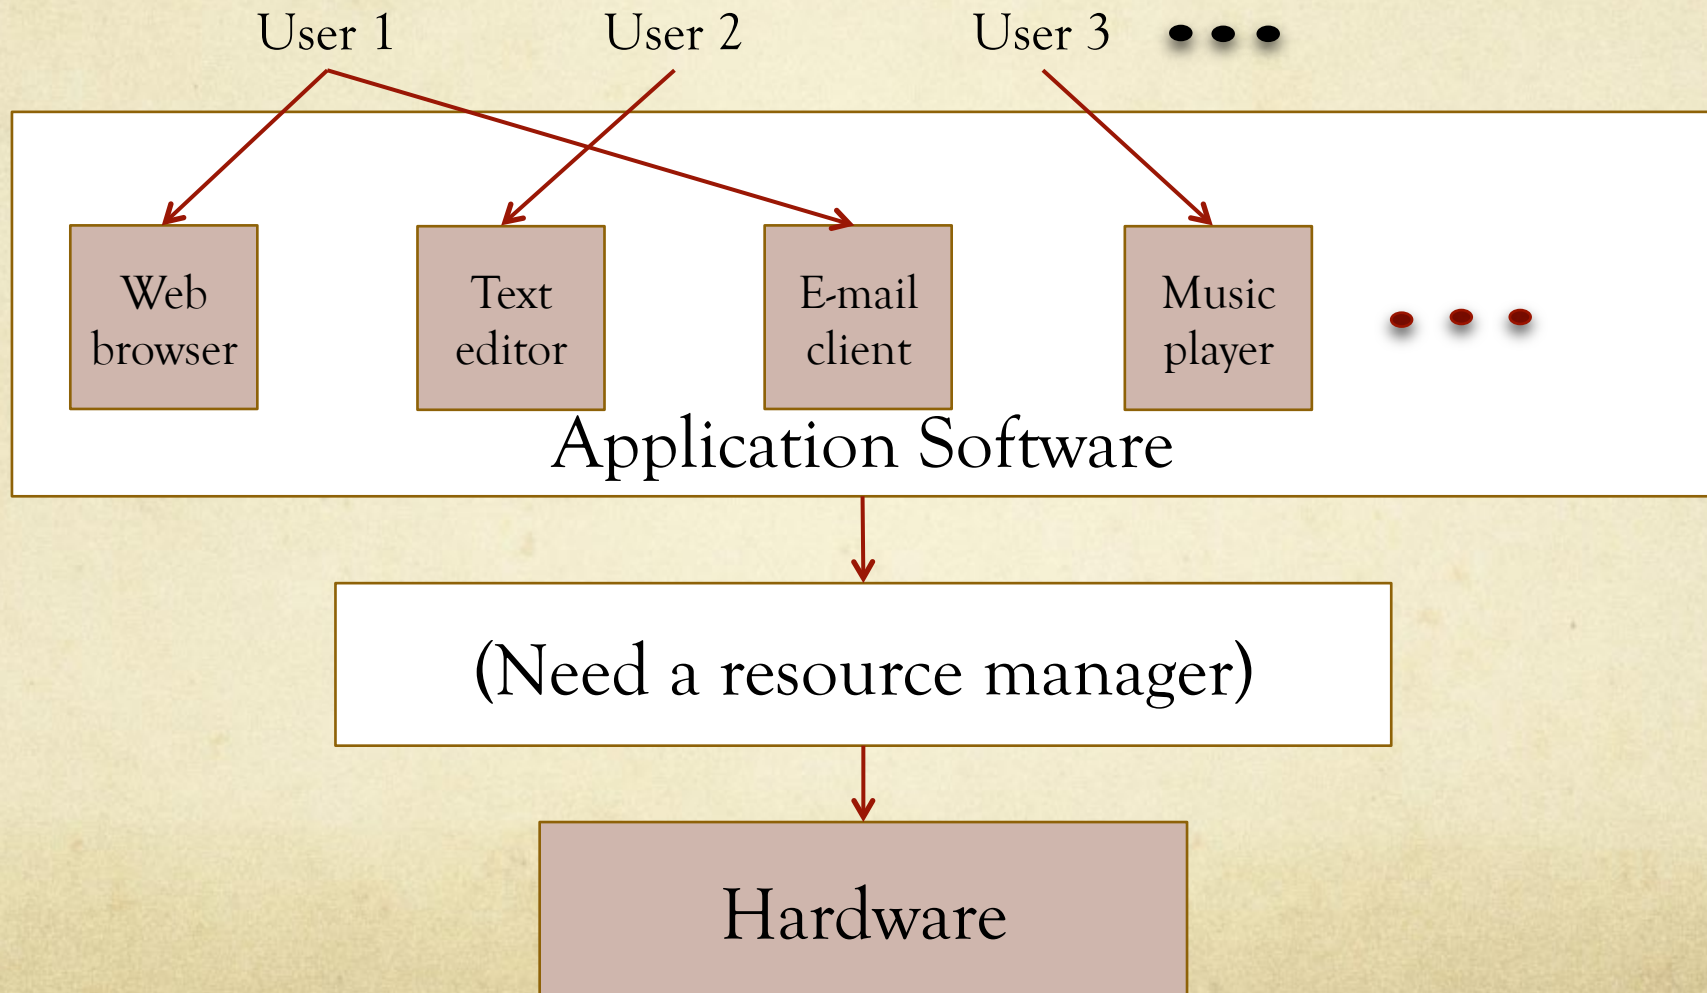 User 1
User 2
User 3
Web
browser
Text
editor
E-mail
client
Music
player
Application Software
(Need a resource manager)
Hardware